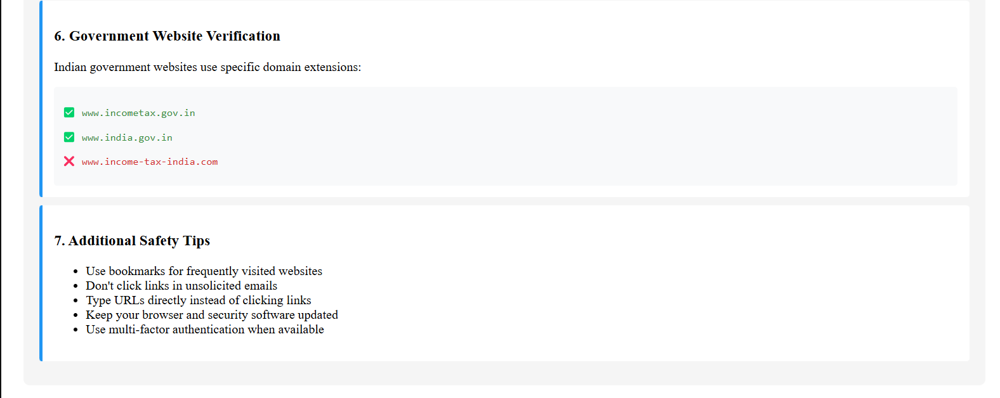 6. Government Website Verification
Indian government websites use specific domain extensions:
✅ www.incometax.gov.in
✅ www.india.gov.in
❌ www.income-tax-india.com
7. Additional Safety Tips
• Use bookmarks for frequently visited websites
• Don't click links in unsolicited emails
• Type URLs directly instead of clicking links
• Keep your browser and security software updated
• Use multi-factor authentication when available